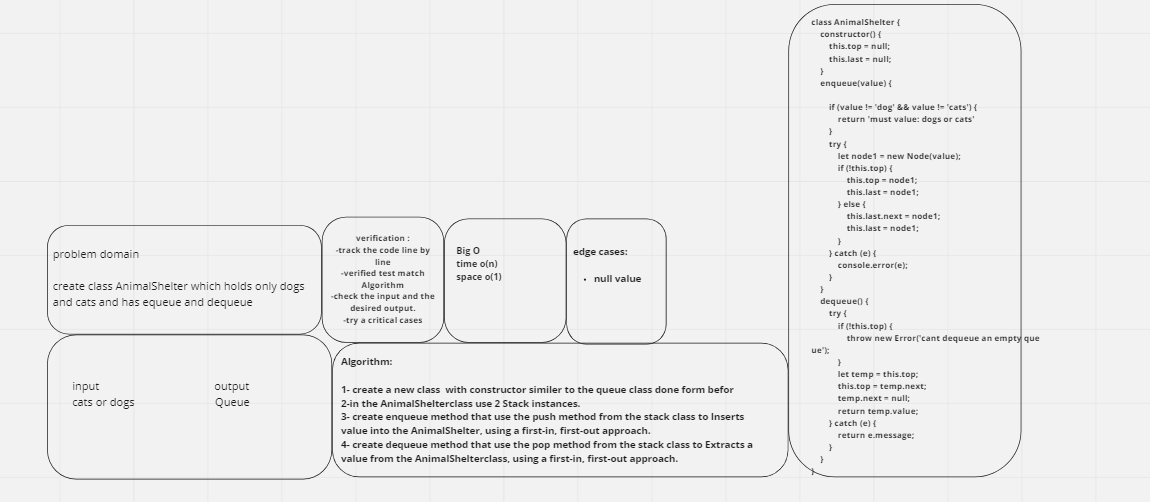 problem domain
create class AnimalShelter which holds only dogs
and cats and has equeue and dequeue
verification :
-track the code line by
line
-verified test match
Algorithm
-check the input and the
desired output.
-try a critical cases
Big O
time o(n)
space o(1)
edge cases:
• null value
input
cats or dogs
output
Queue
Algorithm:
1- create a new class  with constructor similer to the queue class done form befor
2-in the AnimalShelterclass use 2 Stack instances.
3- create enqueue method that use the push method from the stack class to Inserts
value into the AnimalShelter, using a first-in, first-out approach.
4- create dequeue method that use the pop method from the stack class to Extracts a
value from the AnimalShelterclass, using a first-in, first-out approach.
class AnimalShelter {
constructor() {
this.top = null;
this.last = null;
}
enqueue(value) {
if (value != 'dog' && value != 'cats') {
return 'must value: dogs or cats'
}
try {
let node1 = new Node(value);
if (!this.top) {
this.top = node1;
this.last = node1;
} else {
this.last.next = node1;
this.last = node1;
}
} catch (e) {
console.error(e);
}
}
dequeue() {
try {
if (!this.top) {
throw new Error('cant dequeue an empty que
ue');
}
let temp = this.top;
this.top = temp.next;
temp.next = null;
return temp.value;
} catch (e) {
return e.message;
}
}
}